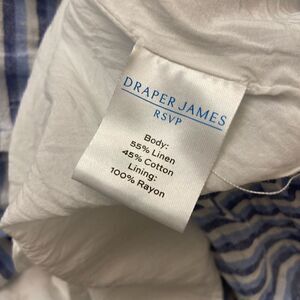 DRAPER JAMES
RSVP
Body:
55% Linen
45% Cotton
Lining:
100% Rayon